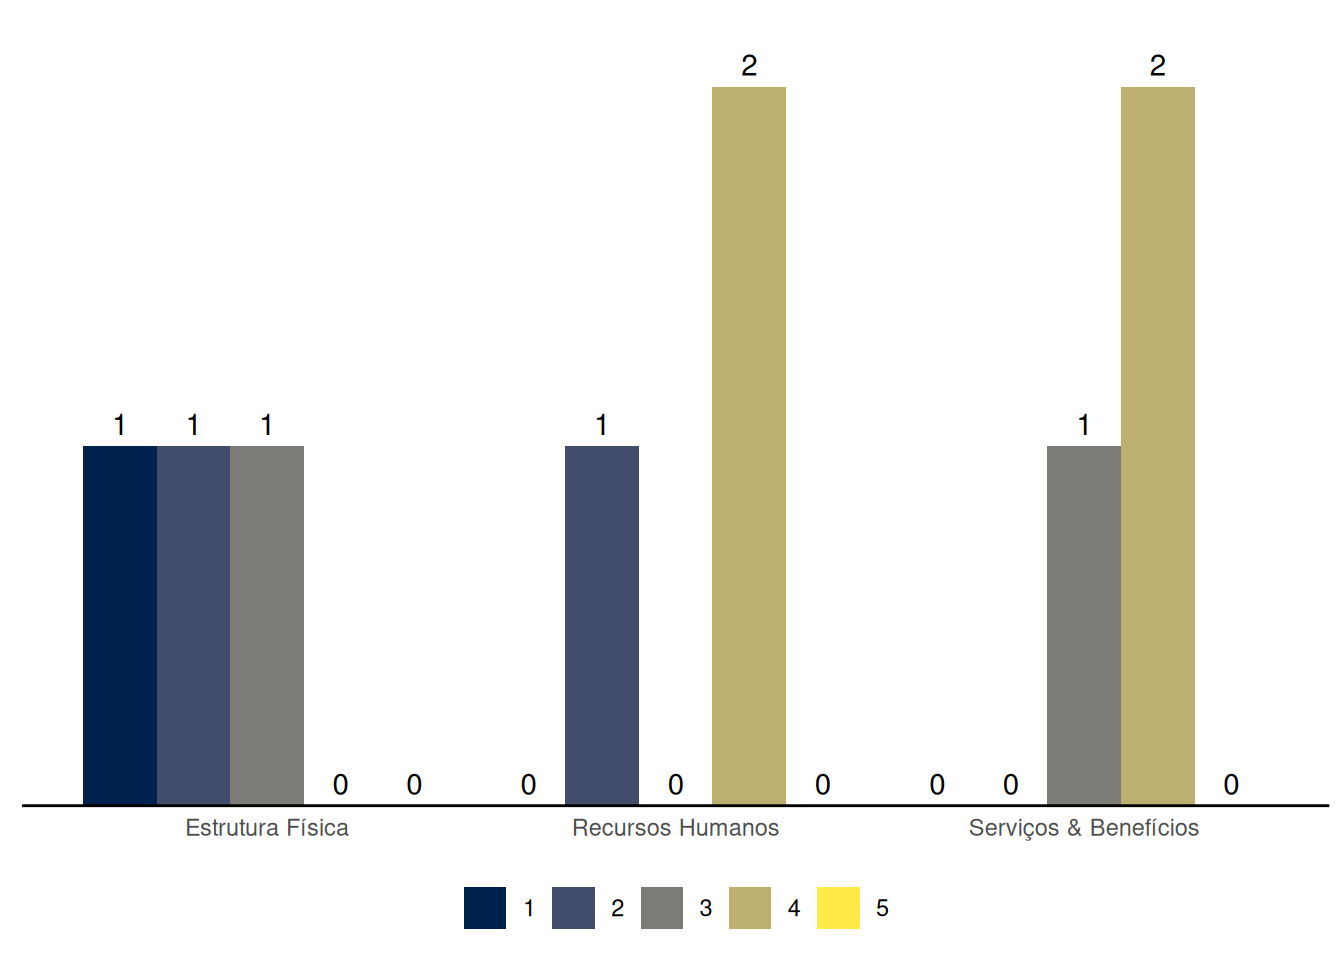 2 2
1 1 1 1 1
0 0 0 0 0 0 0 0
Estrutura Física Recursos Humanos Serviços & Benefícios
1 2 3 4 5